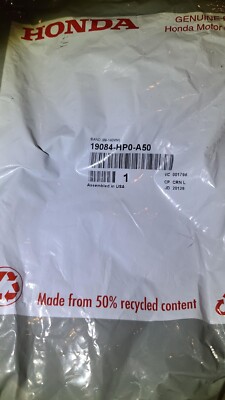 HONDA
GENUINE
Honda Motor
19084-HP0-A50
1
Assembled in USA
Made from 50% recycled content